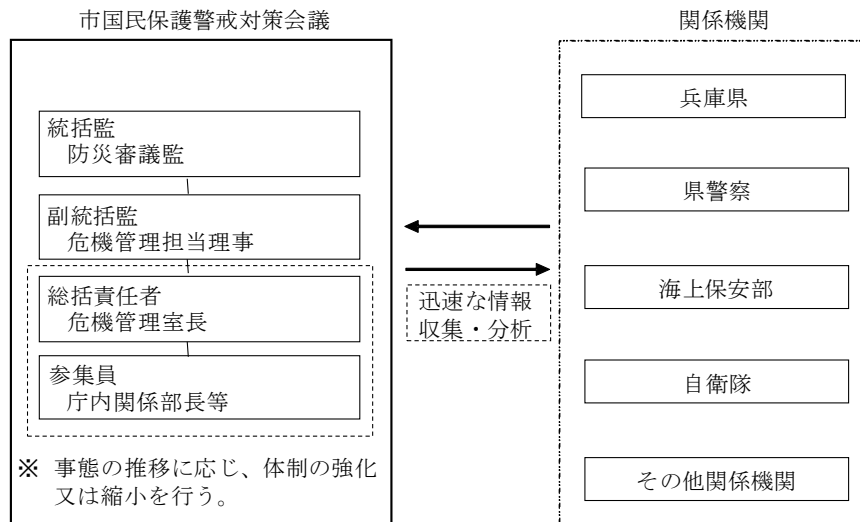 市国民保護警戒対策会議
統括監
防災審議監
副統括監
危機管理担当理事
総括責任者
危機管理室長
参集員
庁内関係部長等
※ 事態の推移に応じ、体制の強化
又は縮小を行う。
迅速な情報
収集・分析
関係機関
兵庫県
県警察
海上保安部
自衛隊
その他関係機関